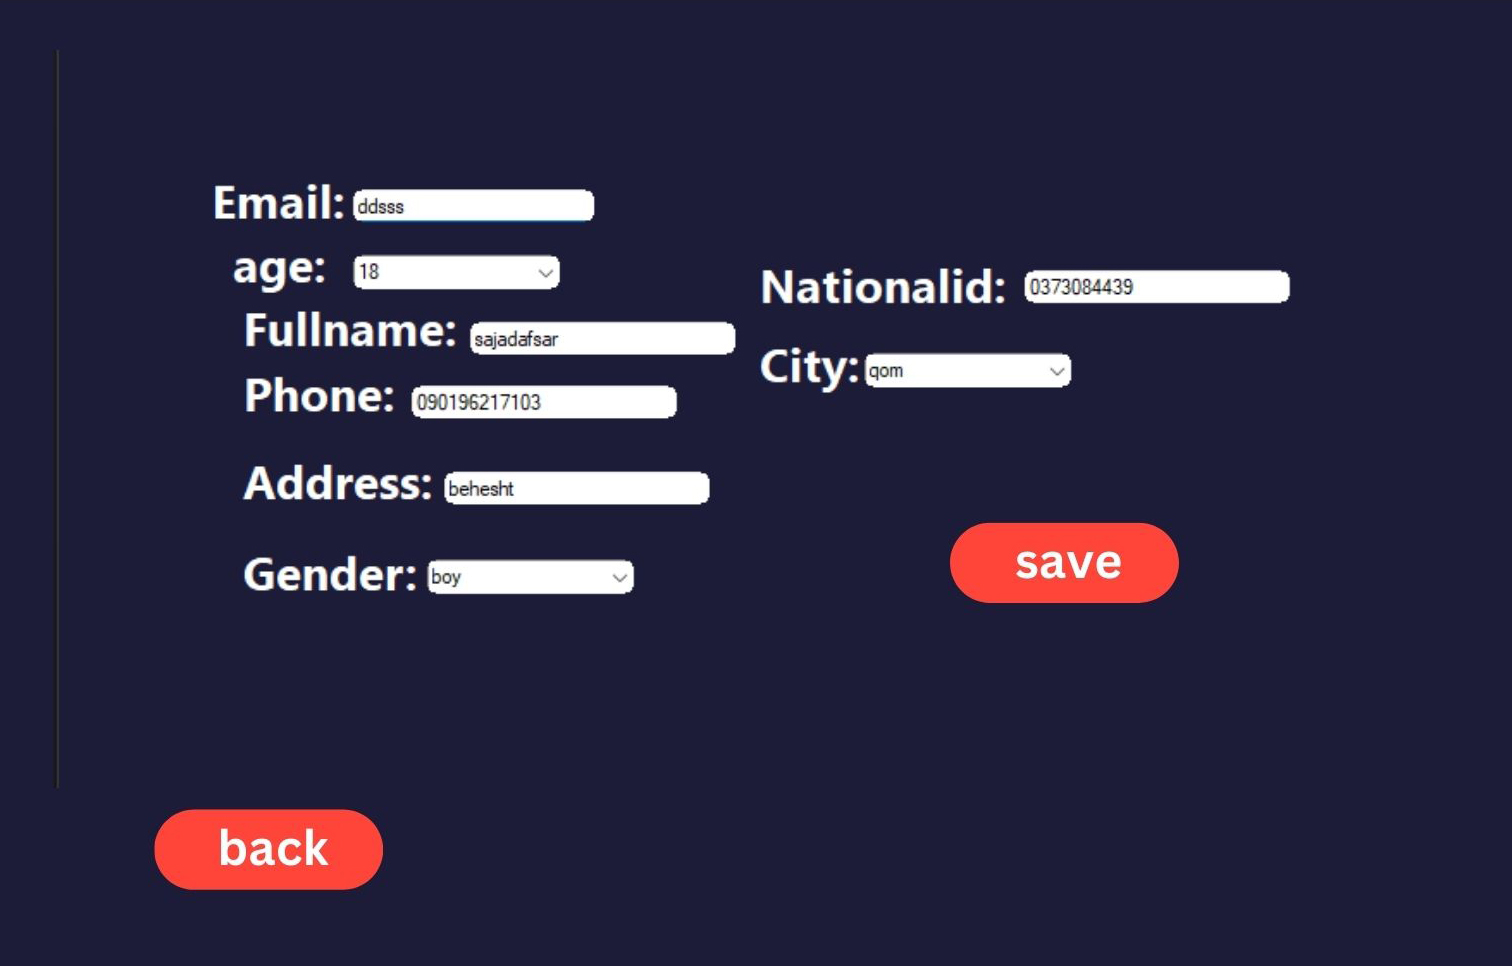 Email: ddsss
age: 18
Fullname: sajadafsar
Phone: 090196217103
Address: behesht
Gender: boy
Nationalid: 0373084439
City: qom
save
back